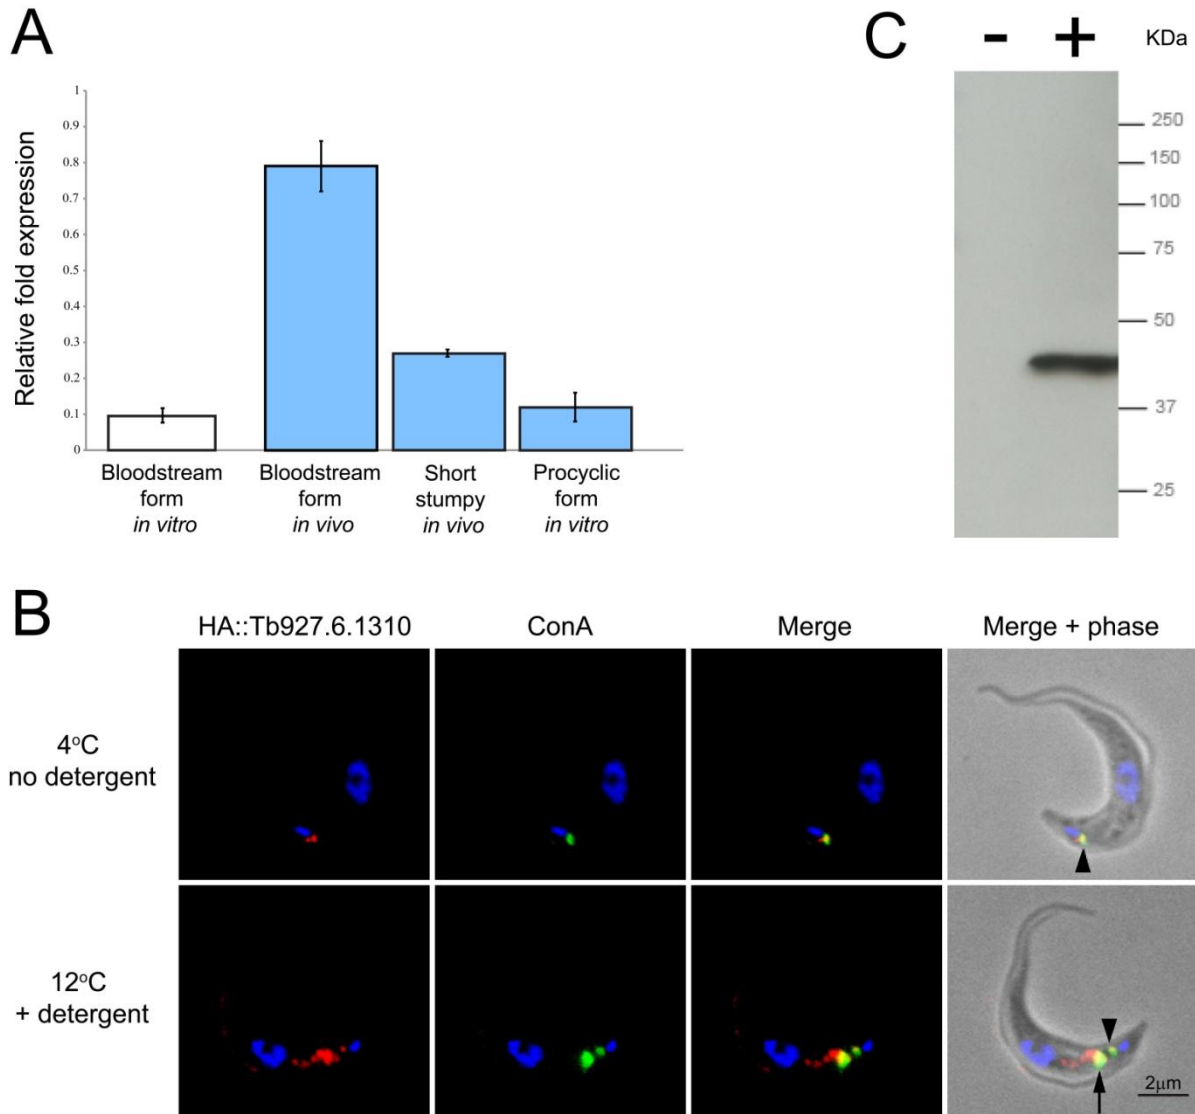 A
Relative fold expression
1
0.9
0.8
0.7
0.6
0.5
0.4
0.3
0.2
0.1
0
Bloodstream
form
in vitro
Bloodstream
form
in vivo
Short
stumpy
in vivo
Procyclic
form
in vitro
C
- +
KDa
250
150
100
75
50
37
25
B
HA::Tb927.6.1310
ConA
Merge
Merge + phase
4°C
no detergent
12°C
+ detergent
2μm